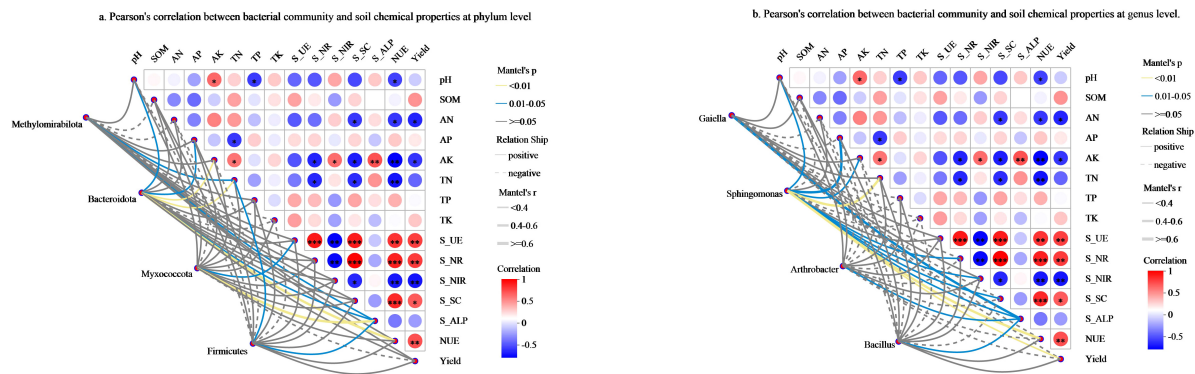 a. Pearson's correlation between bacterial community and soil chemical properties at phylum level
pH SOM AN AP AK TN TP TK S_UE S_NR S_NIR S_SC S_ALP NUE Yield
pH
SOM
AN
AP
AK
TN
TP
TK
S_UE
S_NR
S_NIR
S_SC
S_ALP
NUE
Yield
Methylomirabilota
Bacteroidota
Myxococcota
Firmicutes
* * *
* * *
*
* * * * ** ** *
* * **
*** ** *** ** **
** *** *** **
* ** **
*** *
**
Mantel's p
<0.01
0.01-0.05
>=0.05
Relation Ship
positive
negative
Mantel's r
<0.4
0.4-0.6
>=0.6
Correlation
1
0.5
0
-0.5
b. Pearson's correlation between bacterial community and soil chemical properties at genus level.
pH SOM AN AP AK TN TP TK S_UE S_NR S_NIR S_SC S_ALP NUE Yield
pH
SOM
AN
AP
AK
TN
TP
TK
S_UE
S_NR
S_NIR
S_SC
S_ALP
NUE
Yield
Gaiella
Sphingomonas
Arthrobacter
Bacillus
* * *
* * *
*
* * * * ** ** *
* * **
*** ** *** ** **
** *** *** **
* ** **
*** *
**
Mantel's p
<0.01
0.01-0.05
>=0.05
Relation Ship
positive
negative
Mantel's r
<0.4
0.4-0.6
>=0.6
Correlation
1
0.5
0
-0.5